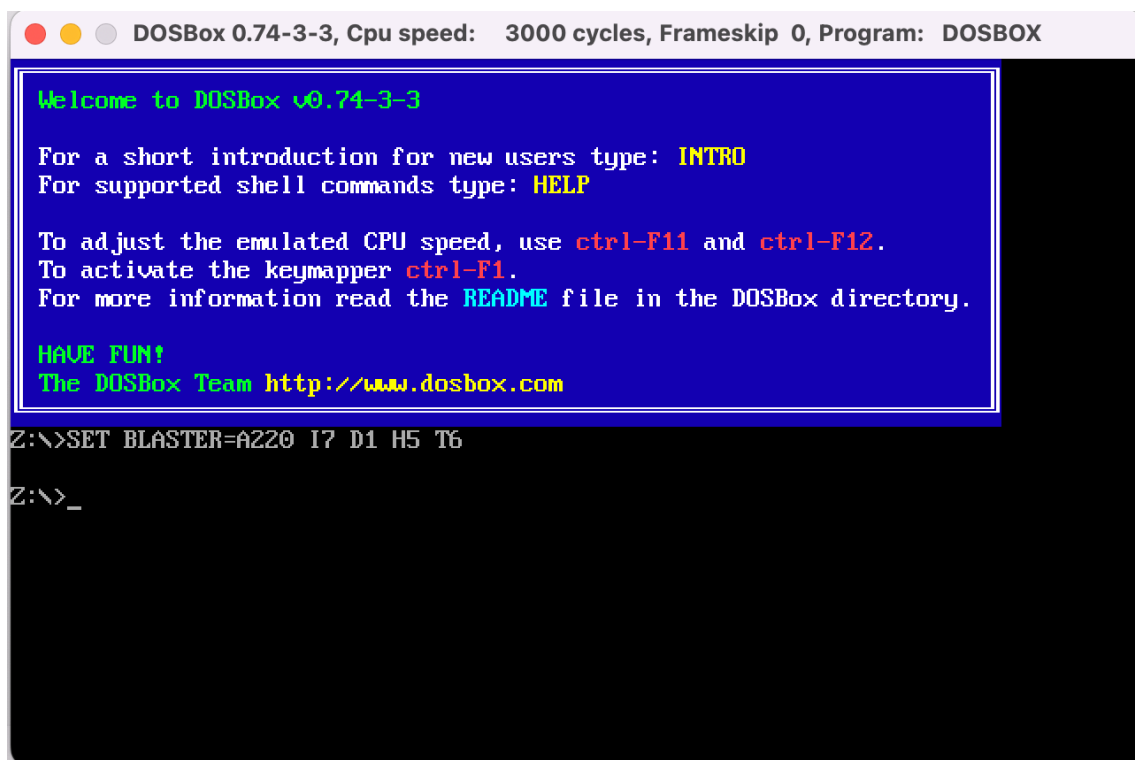 DOSBox 0.74-3-3, Cpu speed:    3000 cycles, Frameskip  0, Program:   DOSBOX
Welcome to DOSBox v0.74-3-3
For a short introduction for new users type: INTRO
For supported shell commands type: HELP
To adjust the emulated CPU speed, use ctrl-F11 and ctrl-F12.
To activate the keymapper ctrl-F1.
For more information read the README file in the DOSBox directory.
HAVE FUN!
The DOSBox Team http://www.dosbox.com
Z:\>SET BLASTER=A220 I7 D1 H5 T6
Z:\>_